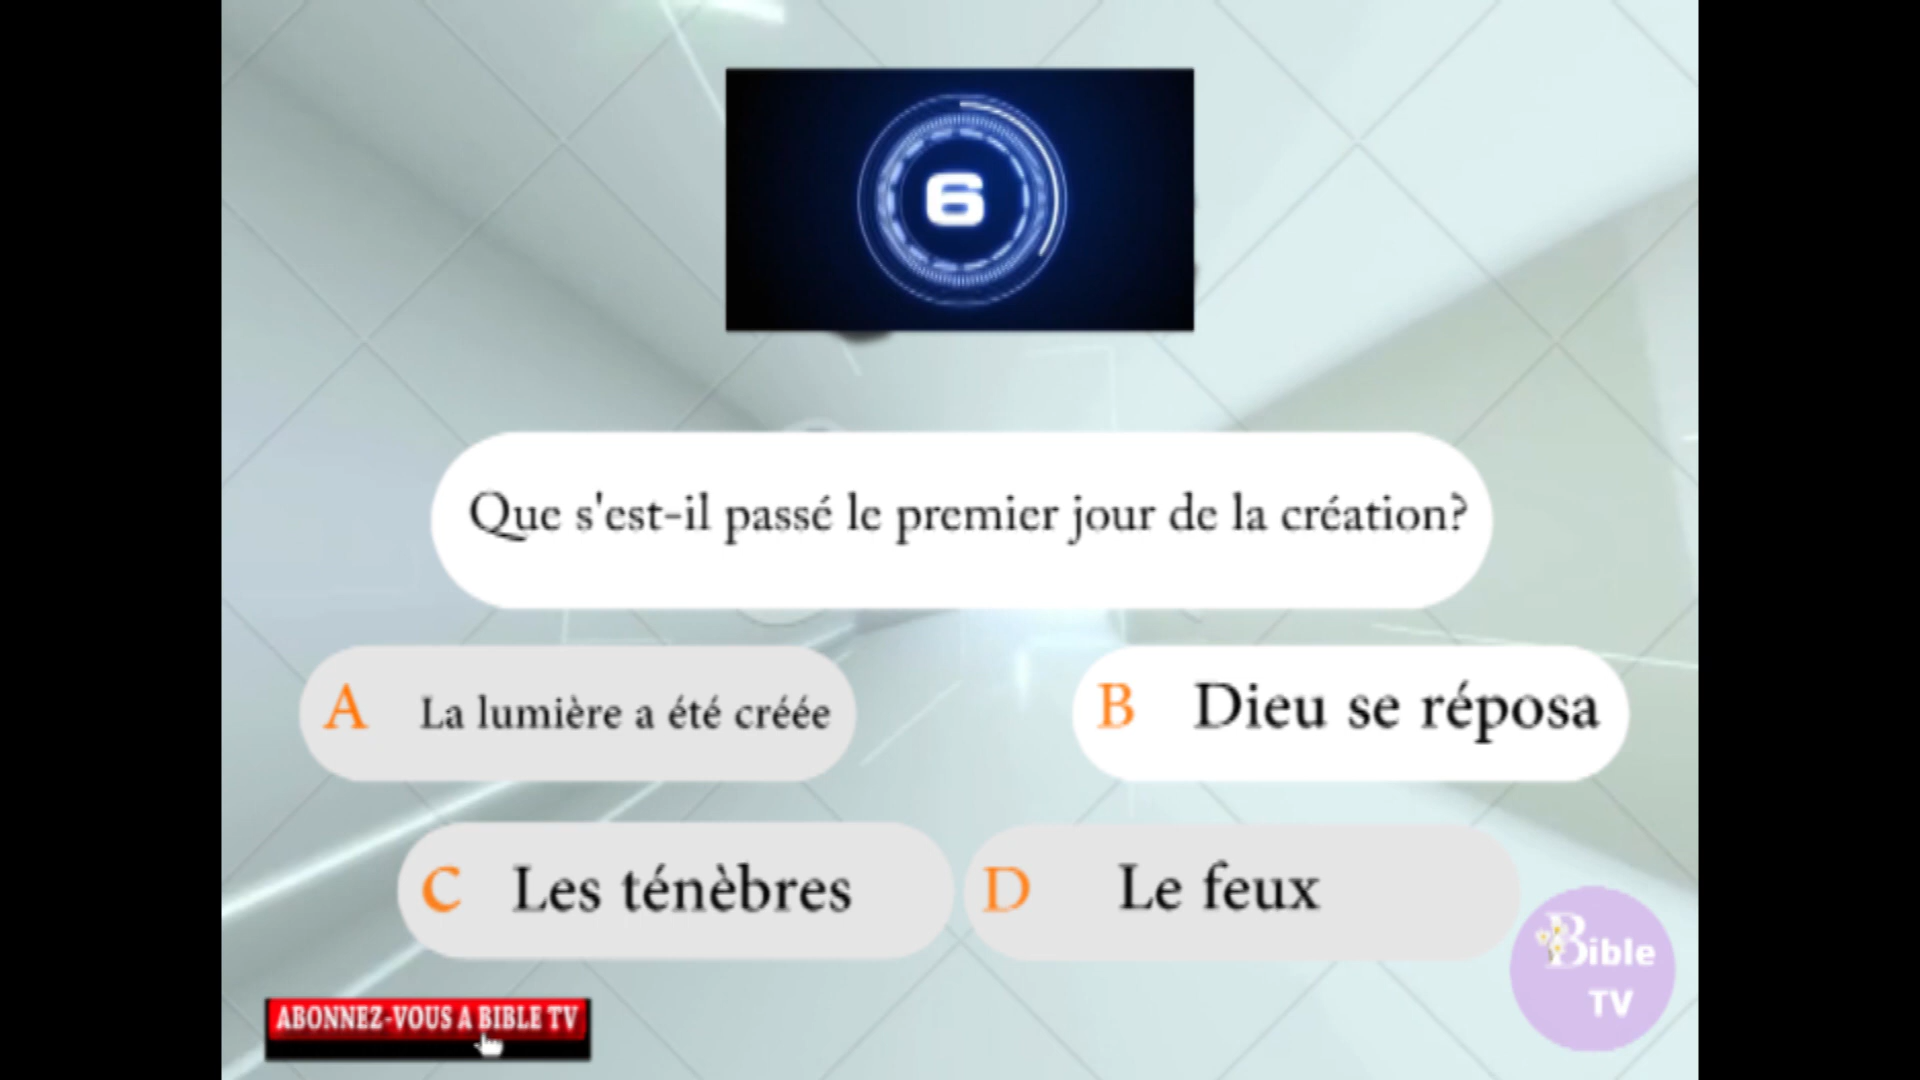 6
Que s'est-il passé le premier jour de la création?
A La lumière a été créée
B Dieu se réposa
C Les ténèbres
D Le feux
Bible
TV
ABONNEZ-VOUS A BIBLE TV